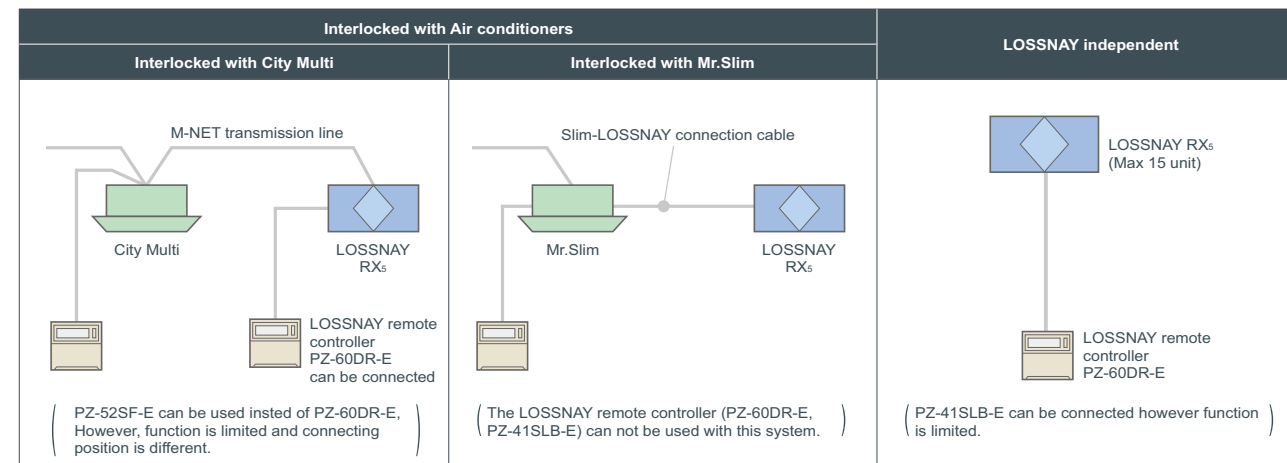 Interlocked with Air conditioners
LOSSNAY independent
Interlocked with City Multi
Interlocked with Mr.Slim
M-NET transmission line
City Multi
LOSSNAY
RX₅
LOSSNAY remote
controller
PZ-60DR-E
can be connected
( PZ-52SF-E can be used insted of PZ-60DR-E,
However, function is limited and connecting
position is different. )
Slim-LOSSNAY connection cable
Mr.Slim
LOSSNAY
RX₅
( The LOSSNAY remote controller (PZ-60DR-E,
PZ-41SLB-E) can not be used with this system. )
LOSSNAY RX₅
(Max 15 unit)
LOSSNAY remote
controller
PZ-60DR-E
( PZ-41SLB-E can be connected however function
is limited. )